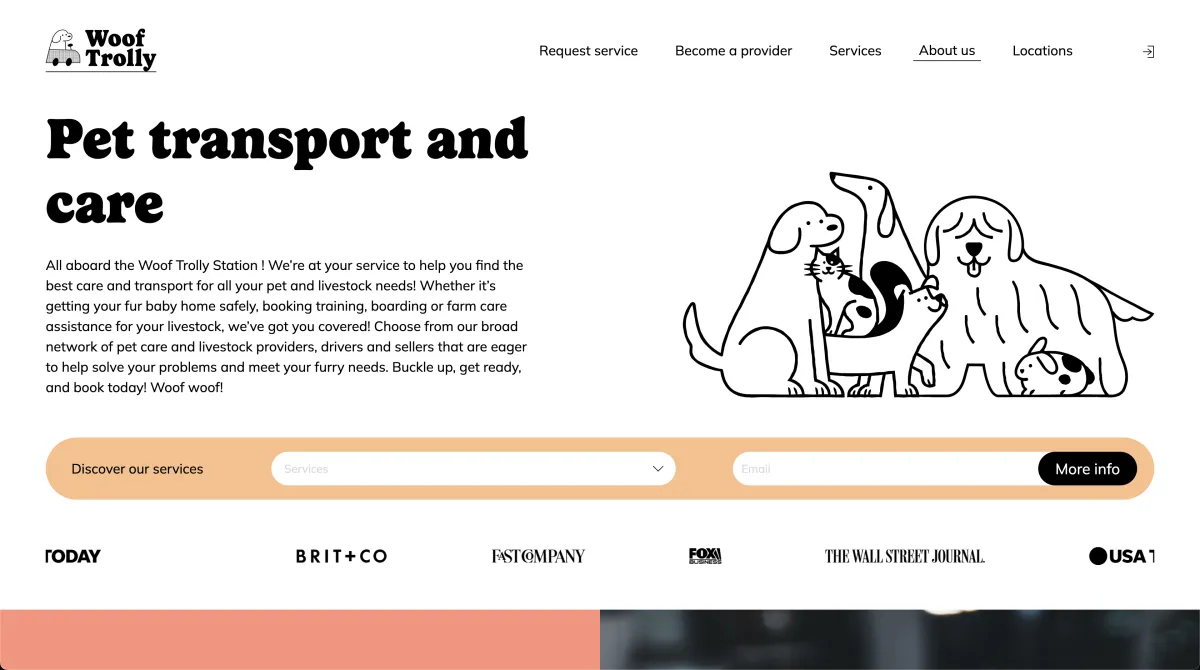 Woof
Trolly
Request service
Become a provider
Services
About us
Locations
Pet transport and
care
All aboard the Woof Trolly Station ! We’re at your service to help you find the
best care and transport for all your pet and livestock needs! Whether it’s
getting your fur baby home safely, booking training, boarding or farm care
assistance for your livestock, we’ve got you covered! Choose from our broad
network of pet care and livestock providers, drivers and sellers that are eager
to help solve your problems and meet your furry needs. Buckle up, get ready,
and book today! Woof woof!
Discover our services
Services
Email
More info
TODAY
BRIT+CO
FAST COMPANY
FOX
BUSINESS
THE WALL STREET JOURNAL.
USA T